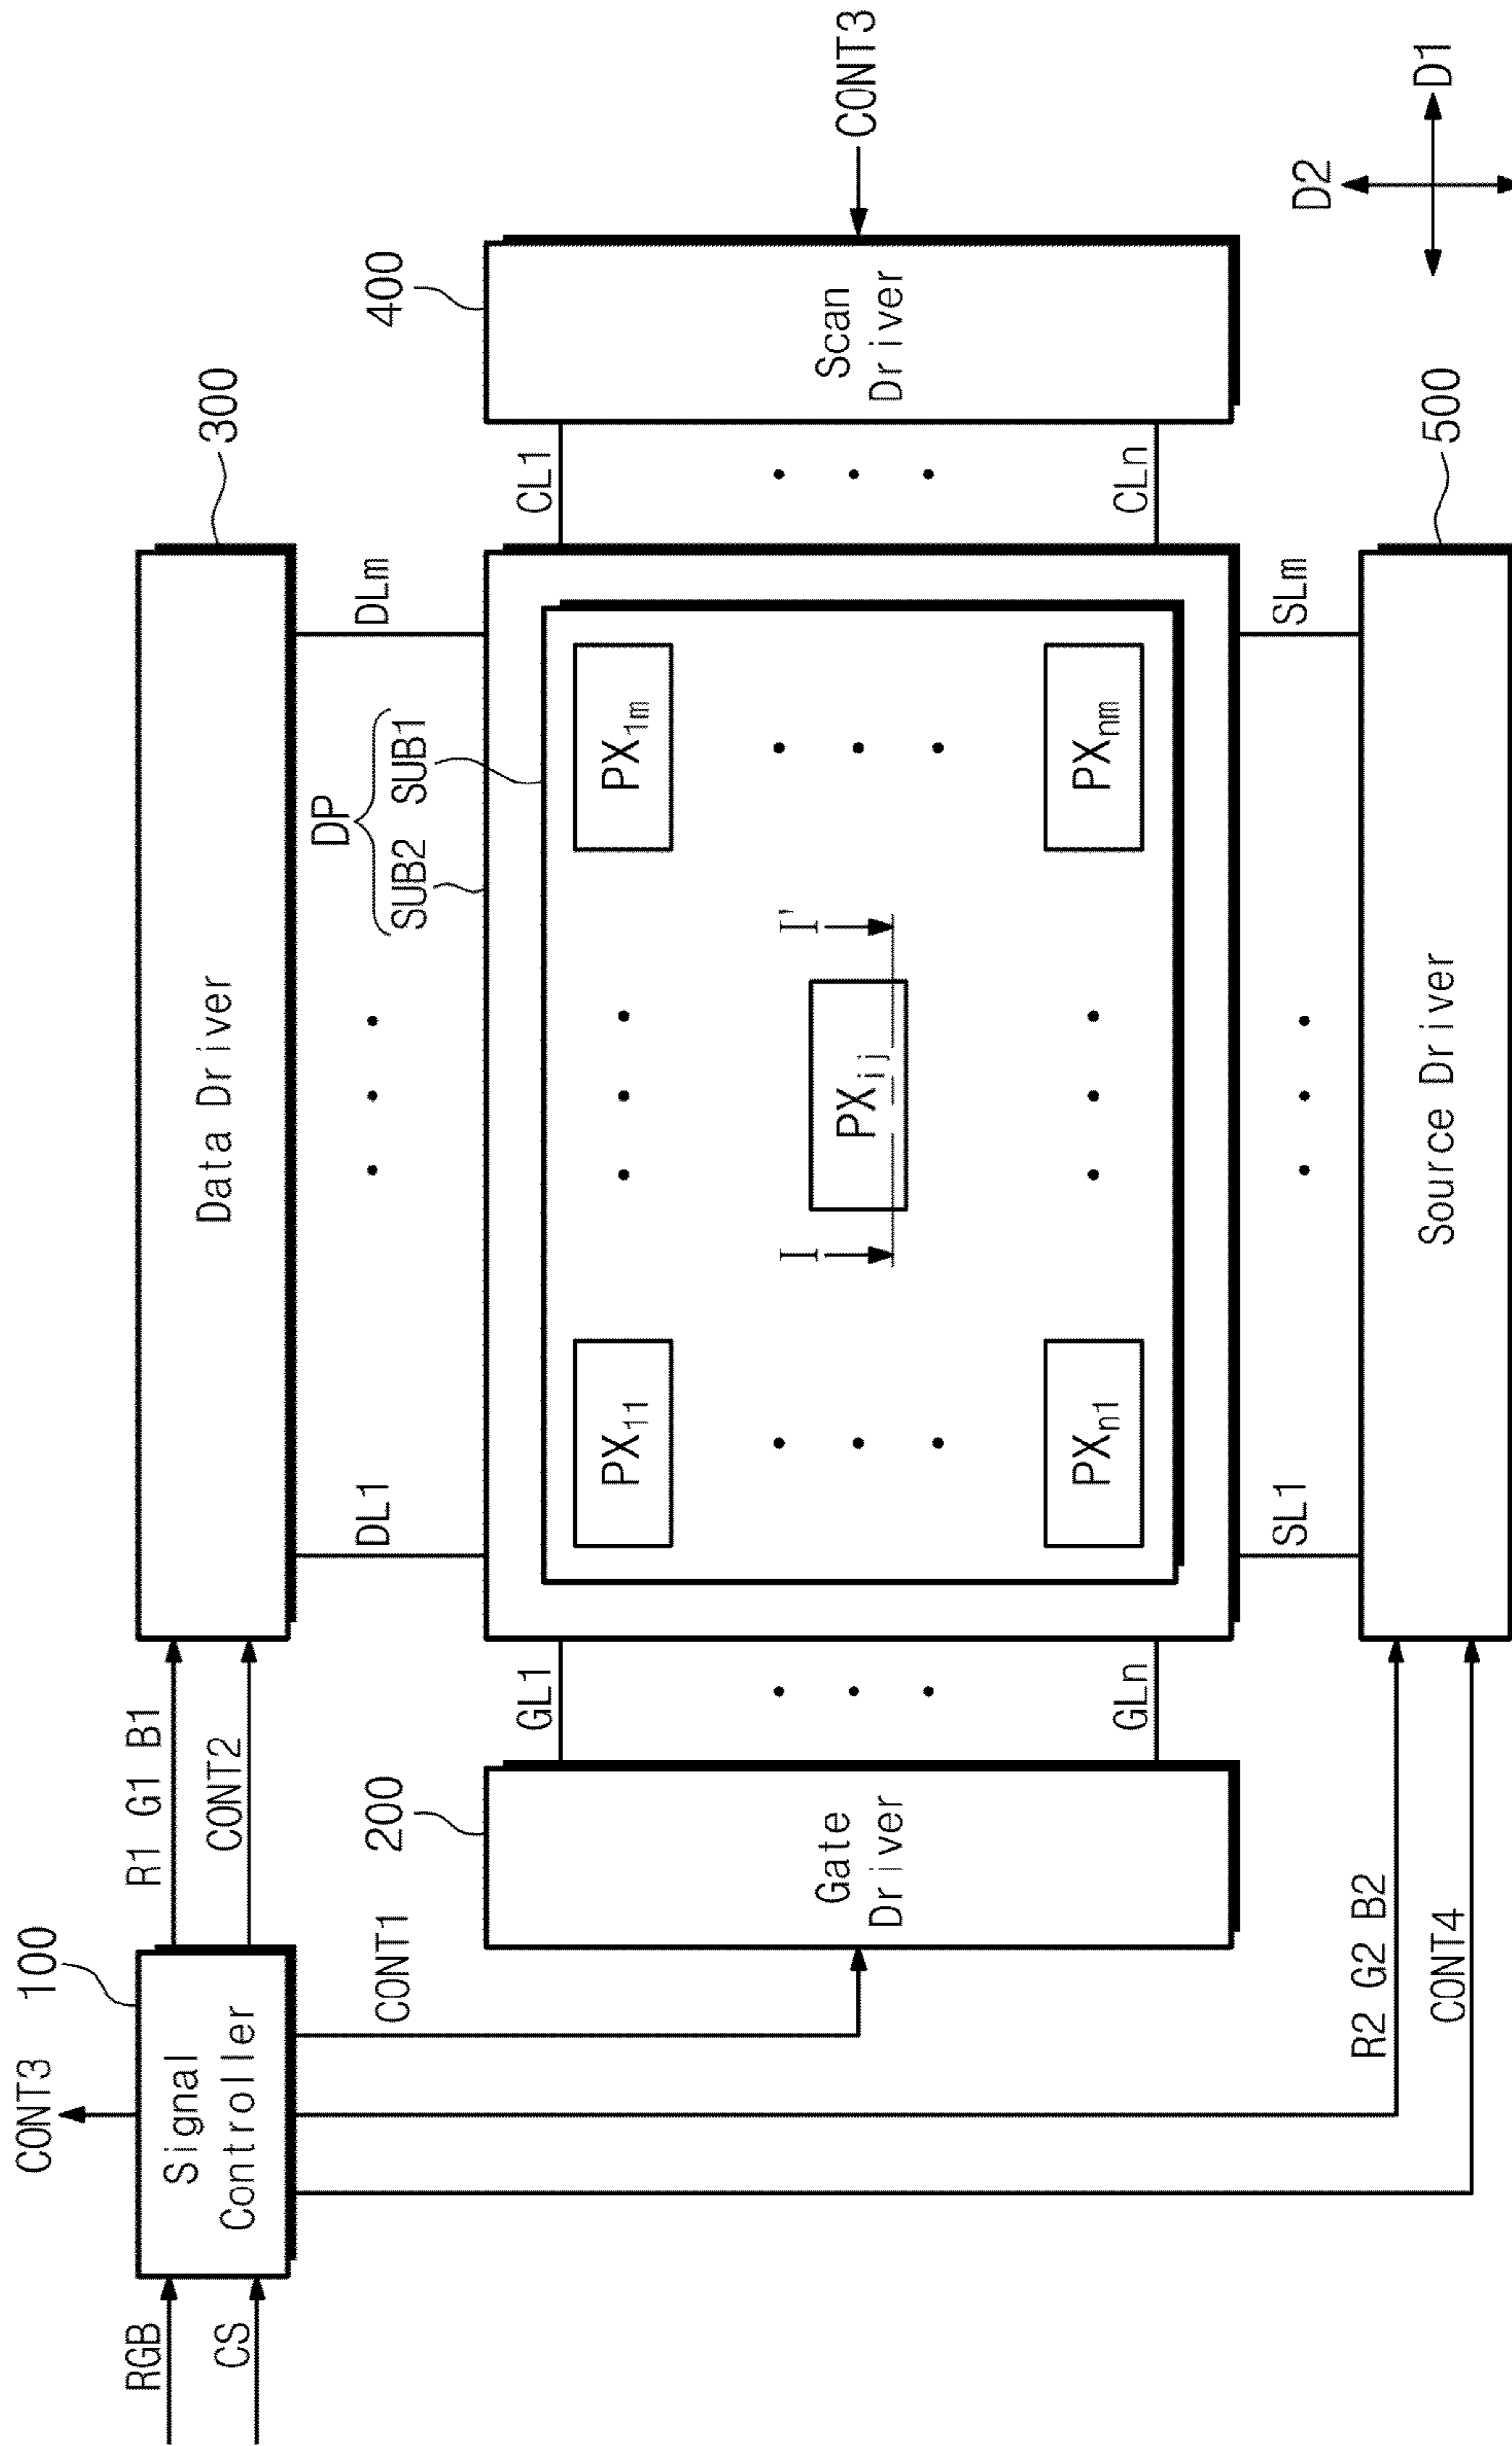 CONT3
100
RGB
CS
Signal
Controller
R1 G1 B1
CONT2
Data Driver
300
CONT1
DL1
DLm
DP
SUB2
SUB1
200
Gate
Driver
GL1
GLn
PX11
PX1m
I
I'
PXij
PXn1
PXnm
CL1
CLn
400
Scan
Driver
CONT3
SL1
SLm
R2 G2 B2
CONT4
Source Driver
500
D2
D1